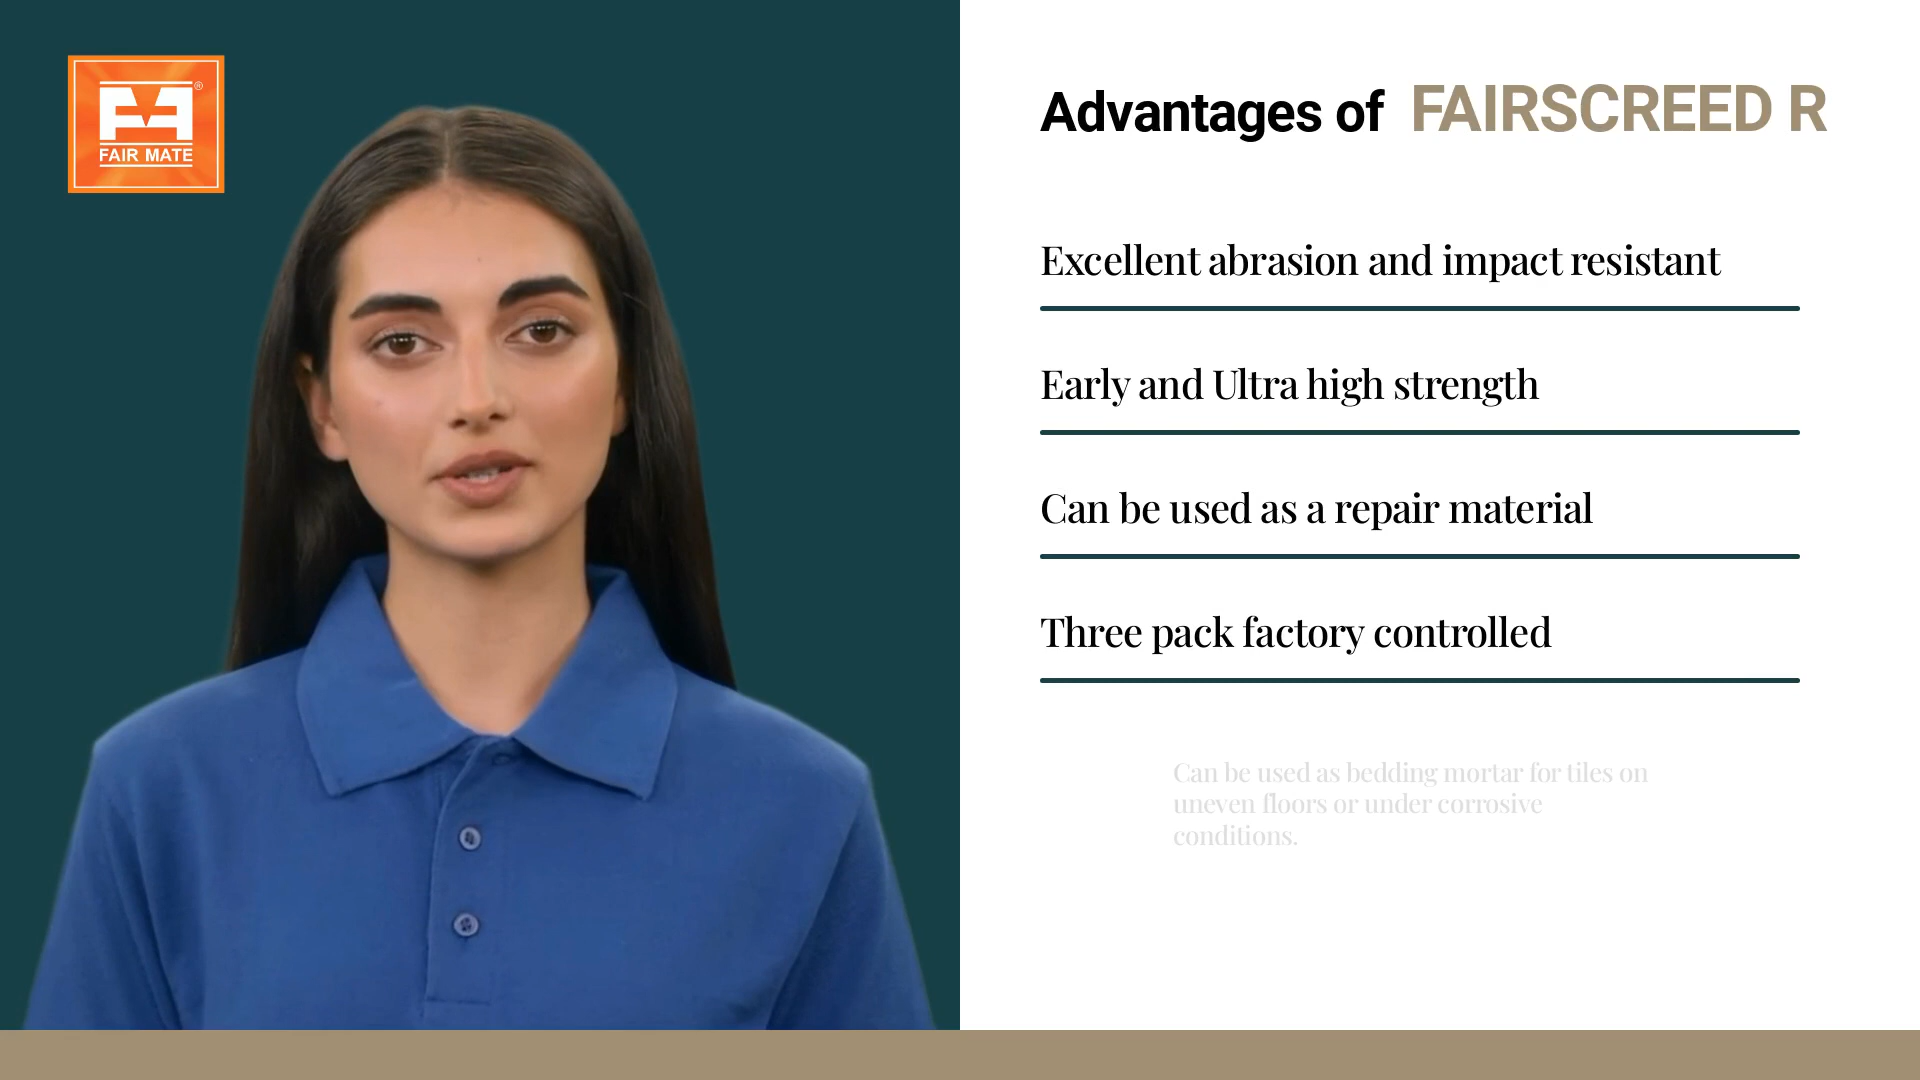 FAIR MATE
®
Advantages of FAIRSCREED R
Excellent abrasion and impact resistant
Early and Ultra high strength
Can be used as a repair material
Three pack factory controlled
Can be used as bedding mortar for tiles on
uneven floors or under corrosive
conditions.